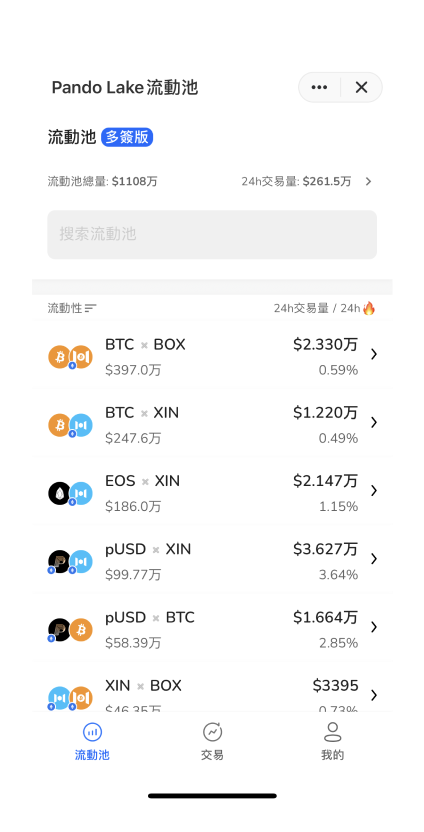 Pando Lake流動池
流動池 多簽版
流動池總量: $1108万 24h交易量: $261.5万
搜索流動池
流動性 24h交易量 / 24h🔥
BTC × BOX $2.330万
$397.0万 0.59%
BTC × XIN $1.220万
$247.6万 0.49%
EOS × XIN $2.147万
$186.0万 1.15%
pUSD × XIN $3.627万
$99.77万 3.64%
pUSD × BTC $1.664万
$58.39万 2.85%
XIN × BOX $3395
$46.35万 0.73%
流動池 交易 我的